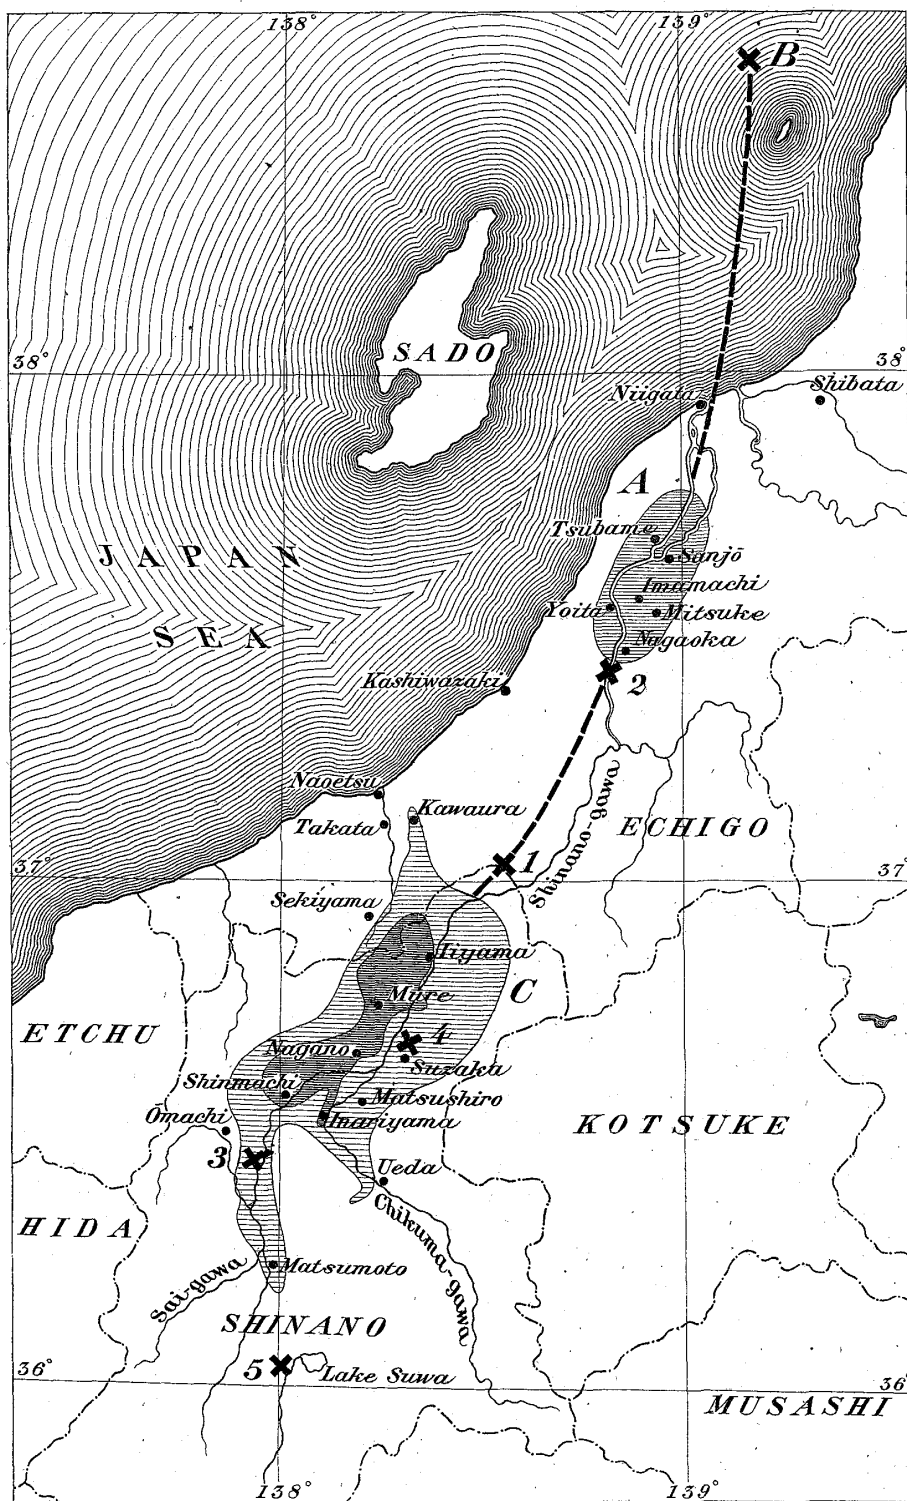 138°
139°
B
SADO
38°
38°
Niigata
Shibata
A
Tsubame
Sanjō
JAPAN
Imamachi
Yoita
Mitsuke
SEA
Nagaoka
Kashiwazaki
2
Naoetsu
Kawaura
Takata
Shinano-gawa
ECHIGO
1
37°
37°
Sekiyama
Iiyama
C
Mure
ETCHU
4
Nagano
Suzaka
Shinmachi
Matsushiro
Omachi
Inariyama
KOTSUKE
3
Ueda
HIDA
Chikuma-gawa
Sai-gawa
Matsumoto
SHINANO
5
Lake Suwa
36°
36°
MUSASHI
138°
139°